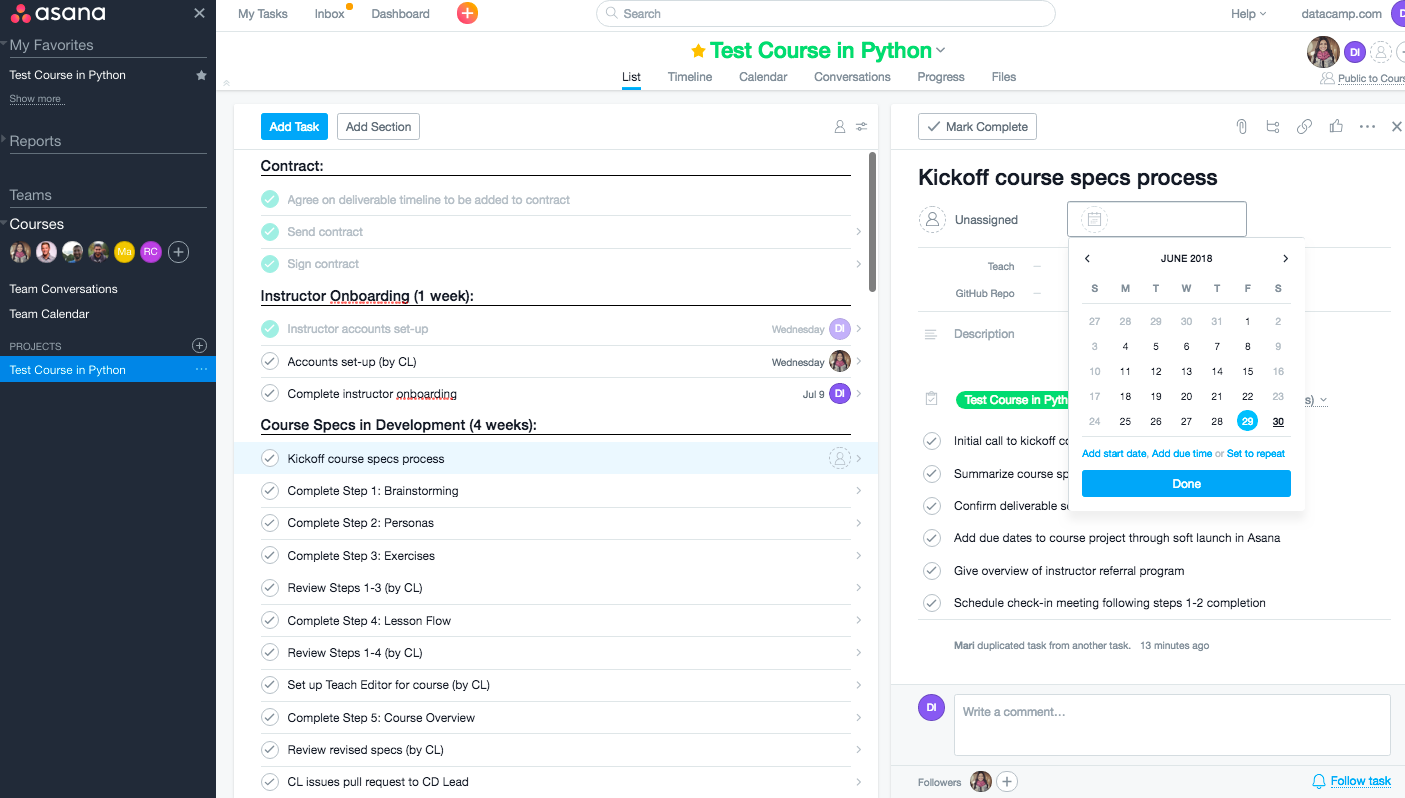 asana
My Favorites
Test Course in Python
Show more
Reports
Teams
Courses
Ma RC
Team Conversations
Team Calendar
PROJECTS
Test Course in Python
My Tasks Inbox Dashboard Search Help datacamp.com
Test Course in Python
DI
List Timeline Calendar Conversations Progress Files
Public to Cours
Add Task Add Section
Contract:
Agree on deliverable timeline to be added to contract
Send contract
Sign contract
Instructor Onboarding (1 week):
Instructor accounts set-up Wednesday DI
Accounts set-up (by CL) Wednesday
Complete instructor onboarding Jul 9 DI
Course Specs in Development (4 weeks):
Kickoff course specs process
Complete Step 1: Brainstorming
Complete Step 2: Personas
Complete Step 3: Exercises
Review Steps 1-3 (by CL)
Complete Step 4: Lesson Flow
Review Steps 1-4 (by CL)
Set up Teach Editor for course (by CL)
Complete Step 5: Course Overview
Review revised specs (by CL)
CL issues pull request to CD Lead
Mark Complete
Kickoff course specs process
Unassigned
Teach —
GitHub Repo —
Description
JUNE 2018
S M T W T F S
27 28 29 30 31 1 2
3 4 5 6 7 8 9
10 11 12 13 14 15 16
17 18 19 20 21 22 23
24 25 26 27 28 29 30
Add start date, Add due time or Set to repeat
Done
Test Course in Pyth s)
Initial call to kickoff co
Summarize course sp
Confirm deliverable s
Add due dates to course project through soft launch in Asana
Give overview of instructor referral program
Schedule check-in meeting following steps 1-2 completion
Mari duplicated task from another task. 13 minutes ago
DI
Write a comment...
Followers
Follow task